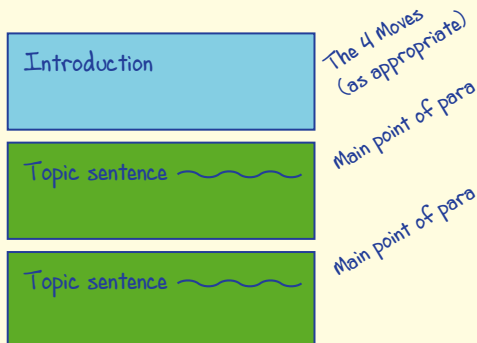 Introduction
The 4 Moves
(as appropriate)
Topic sentence
Main point of para
Topic sentence
Main point of para